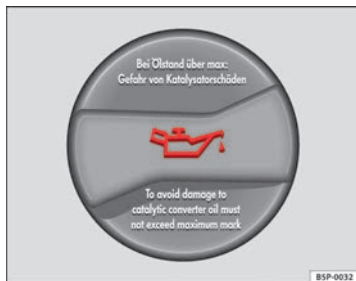 Bei Ölstand über max:
Gefahr von Katalysatorschäden
To avoid damage to
catalytic converter oil must
not exceed maximum mark
B5P-0032